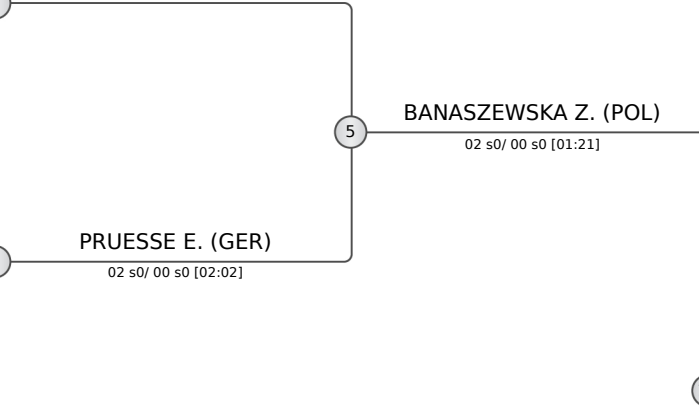 BANASZEWSKA Z. (POL)
5
02 s0/ 00 s0 [01:21]
PRUESSE E. (GER)
02 s0/ 00 s0 [02:02]